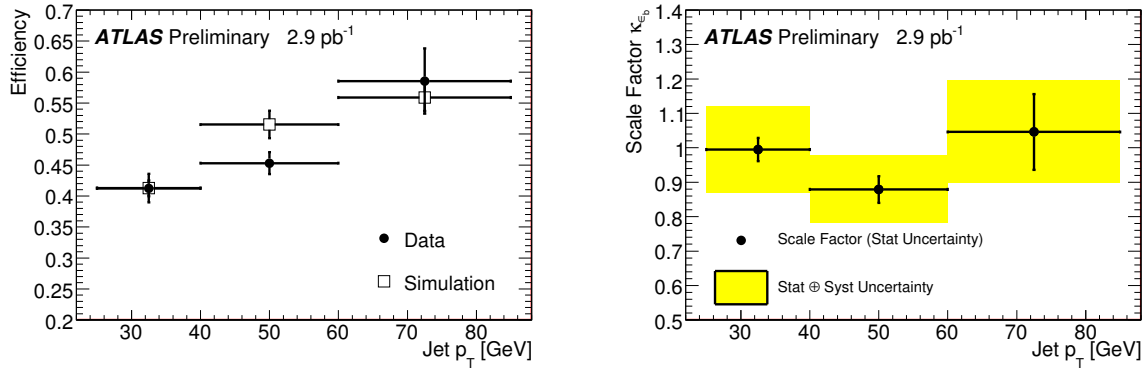 Efficiency
0.7
0.65
0.6
0.55
0.5
0.45
0.4
0.35
0.3
0.25
0.2
ATLAS Preliminary 2.9 pb-1
Data
Simulation
30 40 50 60 70 80
Jet pT [GeV]
Scale Factor κεb
1.4
1.3
1.2
1.1
1
0.9
0.8
0.7
0.6
0.5
ATLAS Preliminary 2.9 pb-1
Scale Factor (Stat Uncertainty)
Stat ⊕ Syst Uncertainty
30 40 50 60 70 80
Jet pT [GeV]